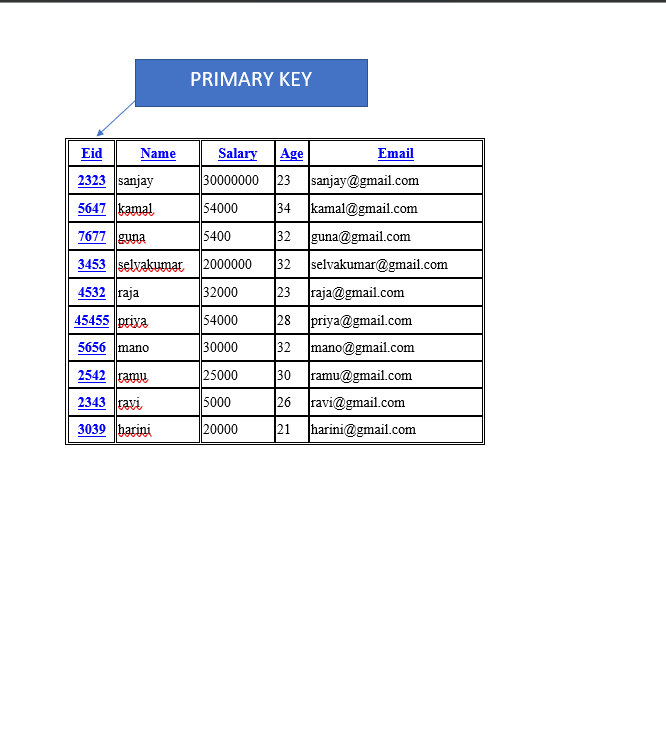 PRIMARY KEY
Eid Name Salary Age Email
2323 sanjay 30000000 23 sanjay@gmail.com
5647 kamal 54000 34 kamal@gmail.com
7677 guna 5400 32 guna@gmail.com
3453 selvakumar 2000000 32 selvakumar@gmail.com
4532 raja 32000 23 raja@gmail.com
45455 priya 54000 28 priya@gmail.com
5656 mano 30000 32 mano@gmail.com
2542 ramu 25000 30 ramu@gmail.com
2343 ravi 5000 26 ravi@gmail.com
3039 harini 20000 21 harini@gmail.com